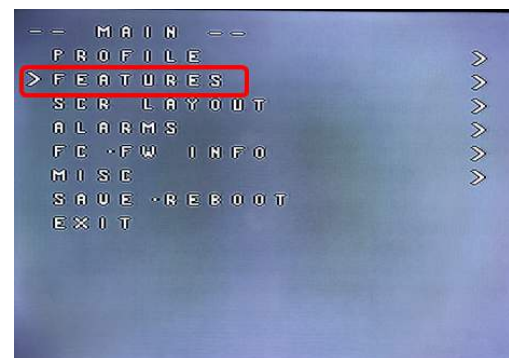 -- MAIN --
PROFILE >
> FEATURES >
SCR LAYOUT >
ALARMS >
FC-FW INFO >
MISC >
SAVE-REBOOT
EXIT